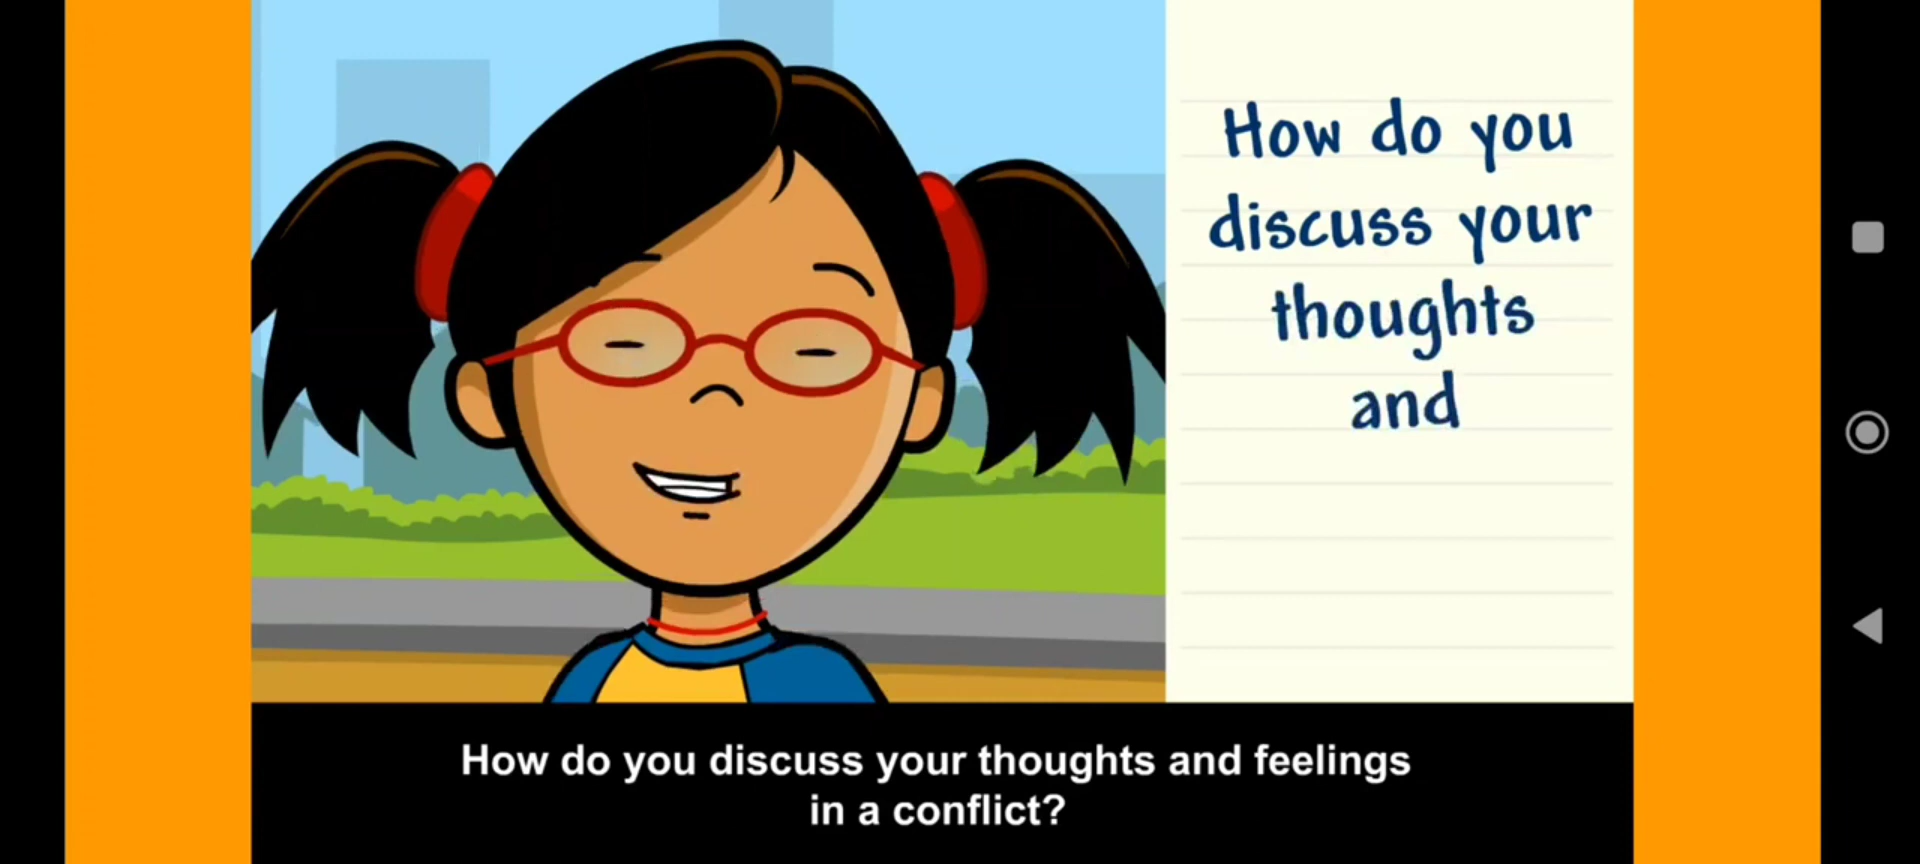 How do you
discuss your
thoughts
and
How do you discuss your thoughts and feelings
in a conflict?